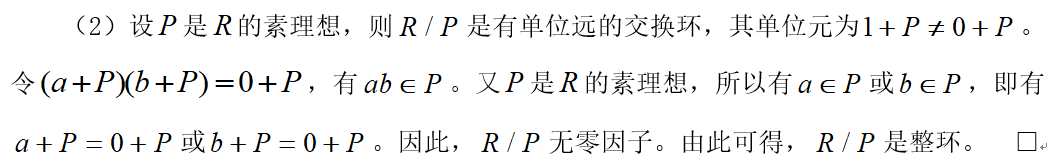 （2）设 P 是 R 的素理想，则 R / P 是有单位远的交换环，其单位元为 1 + P ≠ 0 + P 。
令 (a + P)(b + P) = 0 + P ，有 ab ∈ P 。又 P 是 R 的素理想，所以有 a ∈ P 或 b ∈ P ，即有
a + P = 0 + P 或 b + P = 0 + P 。因此， R / P 无零因子。由此可得， R / P 是整环。 □